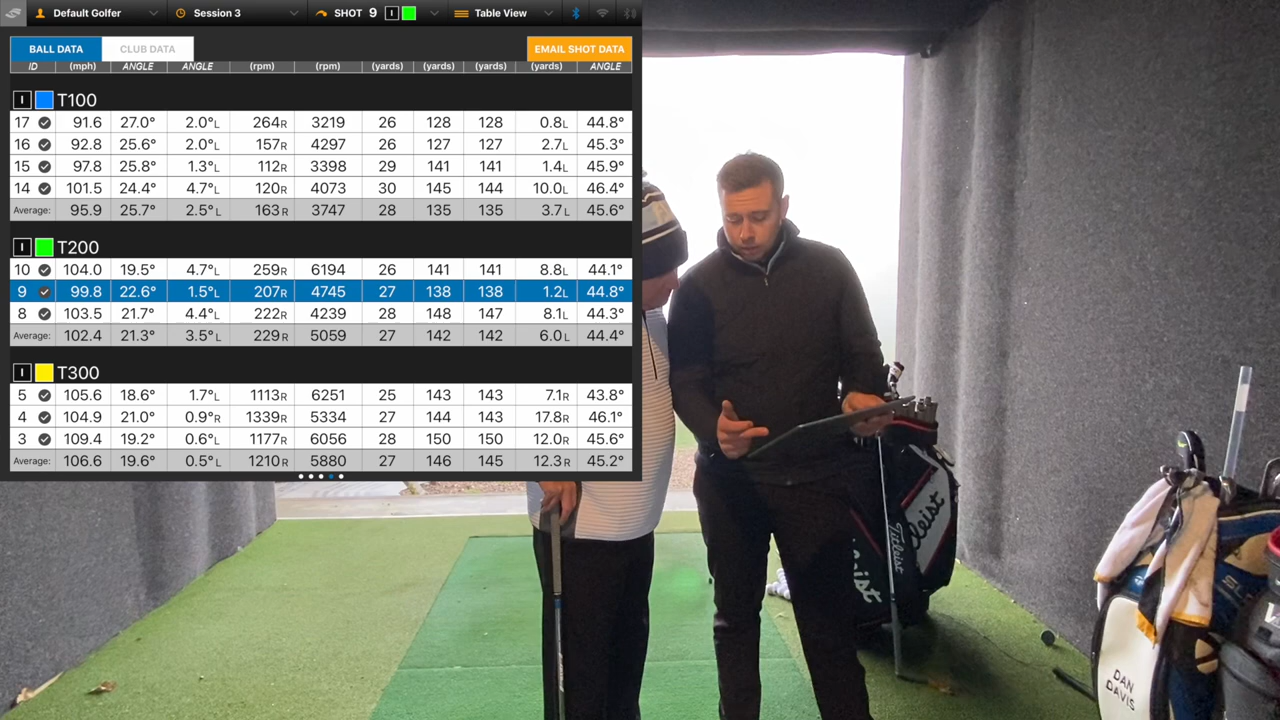 Default Golfer Session 3 SHOT 9 I Table View
BALL DATA CLUB DATA EMAIL SHOT DATA
ID (mph) ANGLE ANGLE (rpm) (rpm) (yards) (yards) (yards) (yards) ANGLE
I T100
17 91.6 27.0° 2.0°L 264R 3219 26 128 128 0.8L 44.8°
16 92.8 25.6° 2.0°L 157R 4297 26 127 127 2.7L 45.3°
15 97.8 25.8° 1.3°L 112R 3398 29 141 141 1.4L 45.9°
14 101.5 24.4° 4.7°L 120R 4073 30 145 144 10.0L 46.4°
Average: 95.9 25.7° 2.5°L 163R 3747 28 135 135 3.7L 45.6°
I T200
10 104.0 19.5° 4.7°L 259R 6194 26 141 141 8.8L 44.1°
9 99.8 22.6° 1.5°L 207R 4745 27 138 138 1.2L 44.8°
8 103.5 21.7° 4.4°L 222R 4239 28 148 147 8.1L 44.3°
Average: 102.4 21.3° 3.5°L 229R 5059 27 142 142 6.0L 44.4°
I T300
5 105.6 18.6° 1.7°L 1113R 6251 25 143 143 7.1R 43.8°
4 104.9 21.0° 0.9°R 1339R 5334 27 144 143 17.8R 46.1°
3 109.4 19.2° 0.6°L 1177R 6056 28 150 150 12.0R 45.6°
Average: 106.6 19.6° 0.5°L 1210R 5880 27 146 145 12.3R 45.2°
Titleist
DAN
DAVIS